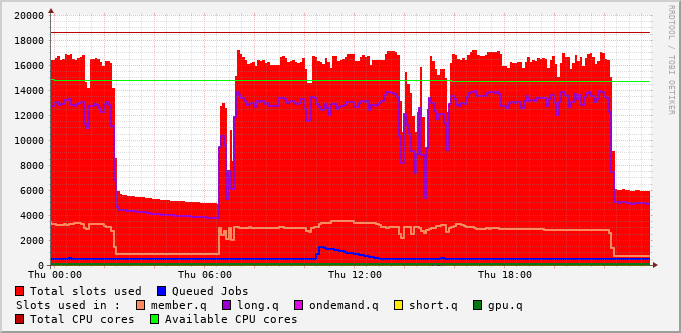 20000
18000
16000
14000
12000
10000
8000
6000
4000
2000
0
Thu 00:00 Thu 06:00 Thu 12:00 Thu 18:00
RRDTOOL / TOBI OETIKER
Total slots used Queued Jobs
Slots used in : member.q long.q ondemand.q short.q gpu.q
Total CPU cores Available CPU cores